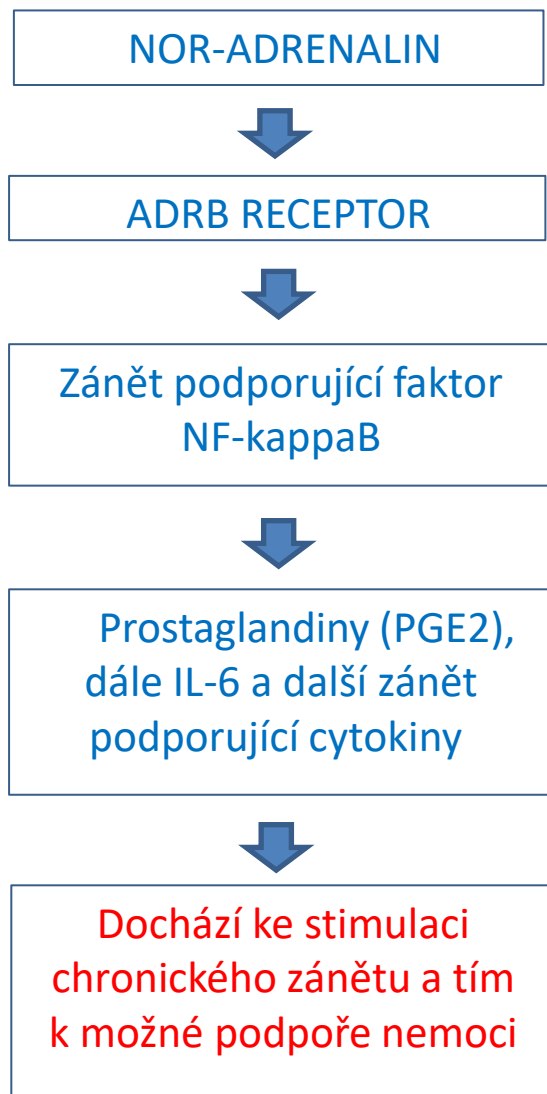 NOR-ADRENALIN
ADRB RECEPTOR
Zánět podporující faktor
NF-kappaB
Prostaglandiny (PGE2),
dále IL-6 a další zánět
podporující cytokiny
Dochází ke stimulaci
chronického zánětu a tím
k možné podpoře nemoci